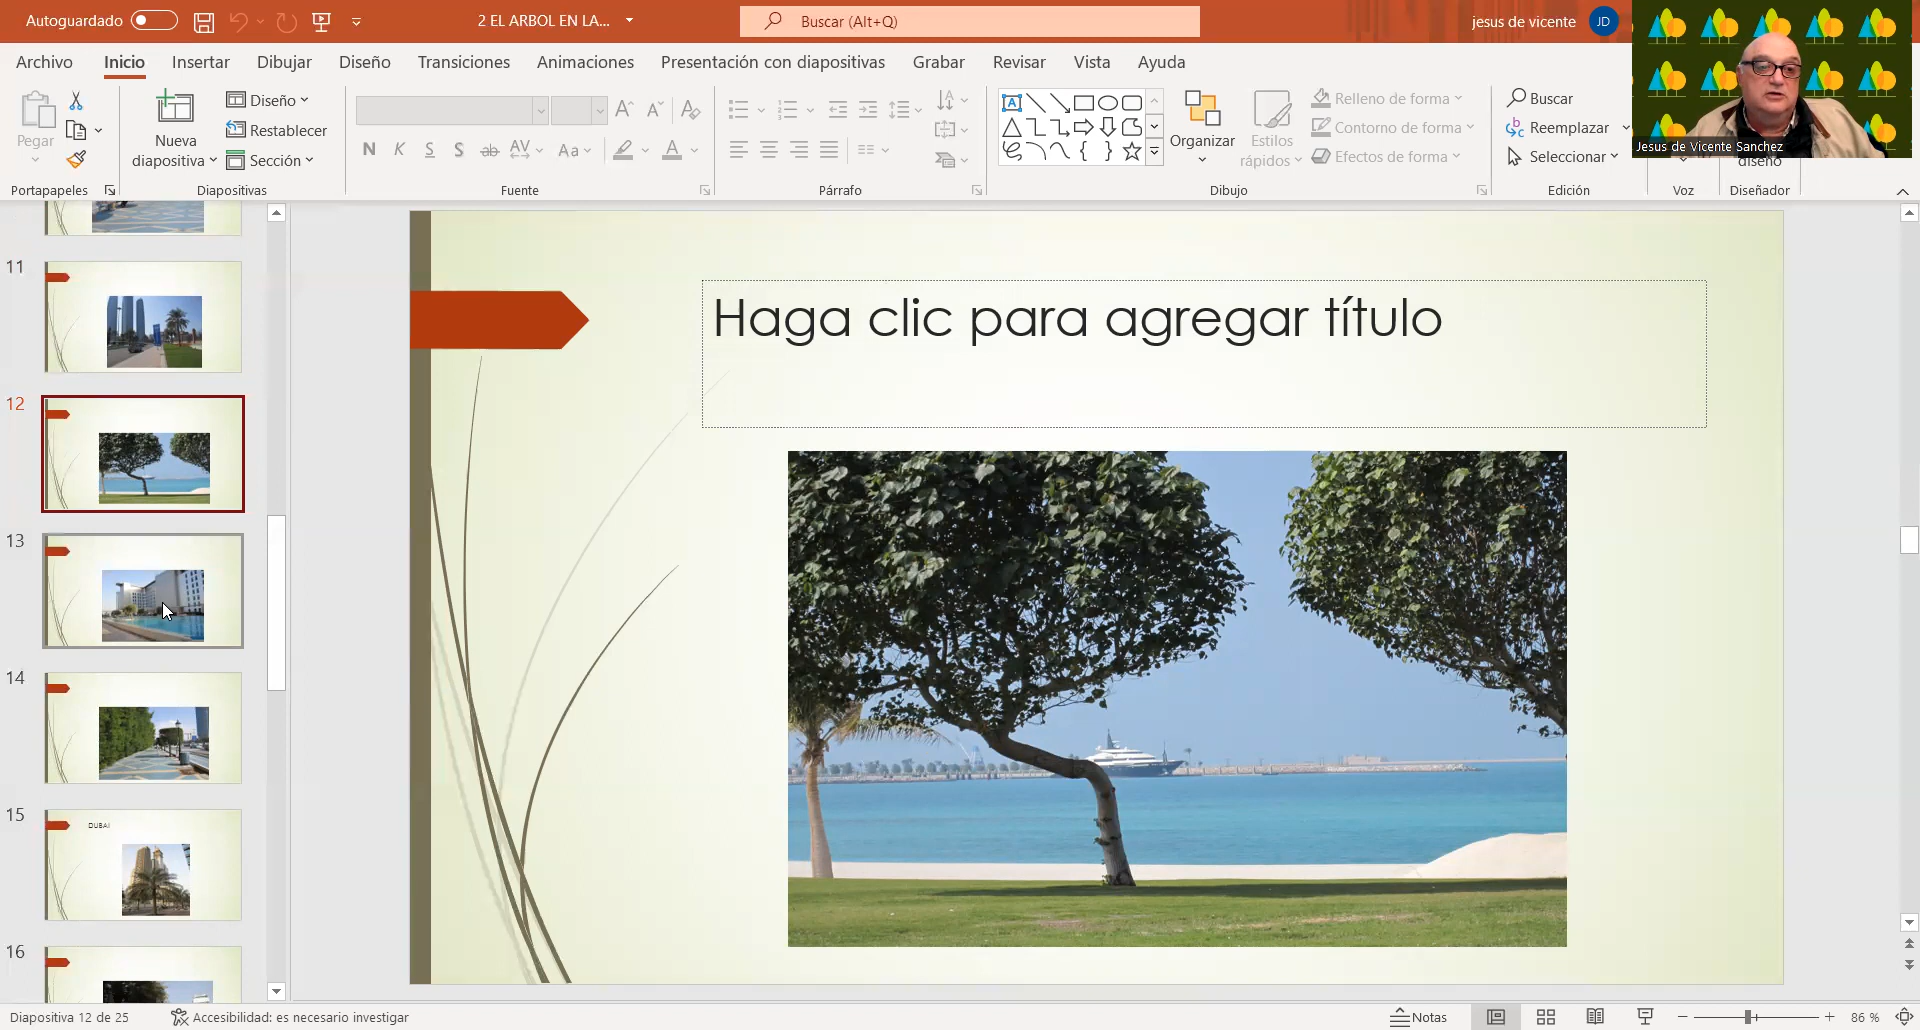 Autoguardado
2 EL ARBOL EN LA...
Buscar (Alt+Q)
jesus de vicente
JD
Archivo
Inicio
Insertar
Dibujar
Diseño
Transiciones
Animaciones
Presentación con diapositivas
Grabar
Revisar
Vista
Ayuda
Pegar
Nueva
diapositiva
Diseño
Restablecer
Sección
N K S S ab AV Aa A
Organizar
Estilos
rápidos
Relleno de forma
Contorno de forma
Efectos de forma
Buscar
Reemplazar
Seleccionar
diseño
Jesus de Vicente Sanchez
Portapapeles
Diapositivas
Fuente
Párrafo
Dibujo
Edición
Voz
Diseñador
11
12
13
14
15
DUBAI
16
Haga clic para agregar título
Diapositiva 12 de 25
Accesibilidad: es necesario investigar
Notas
86 %